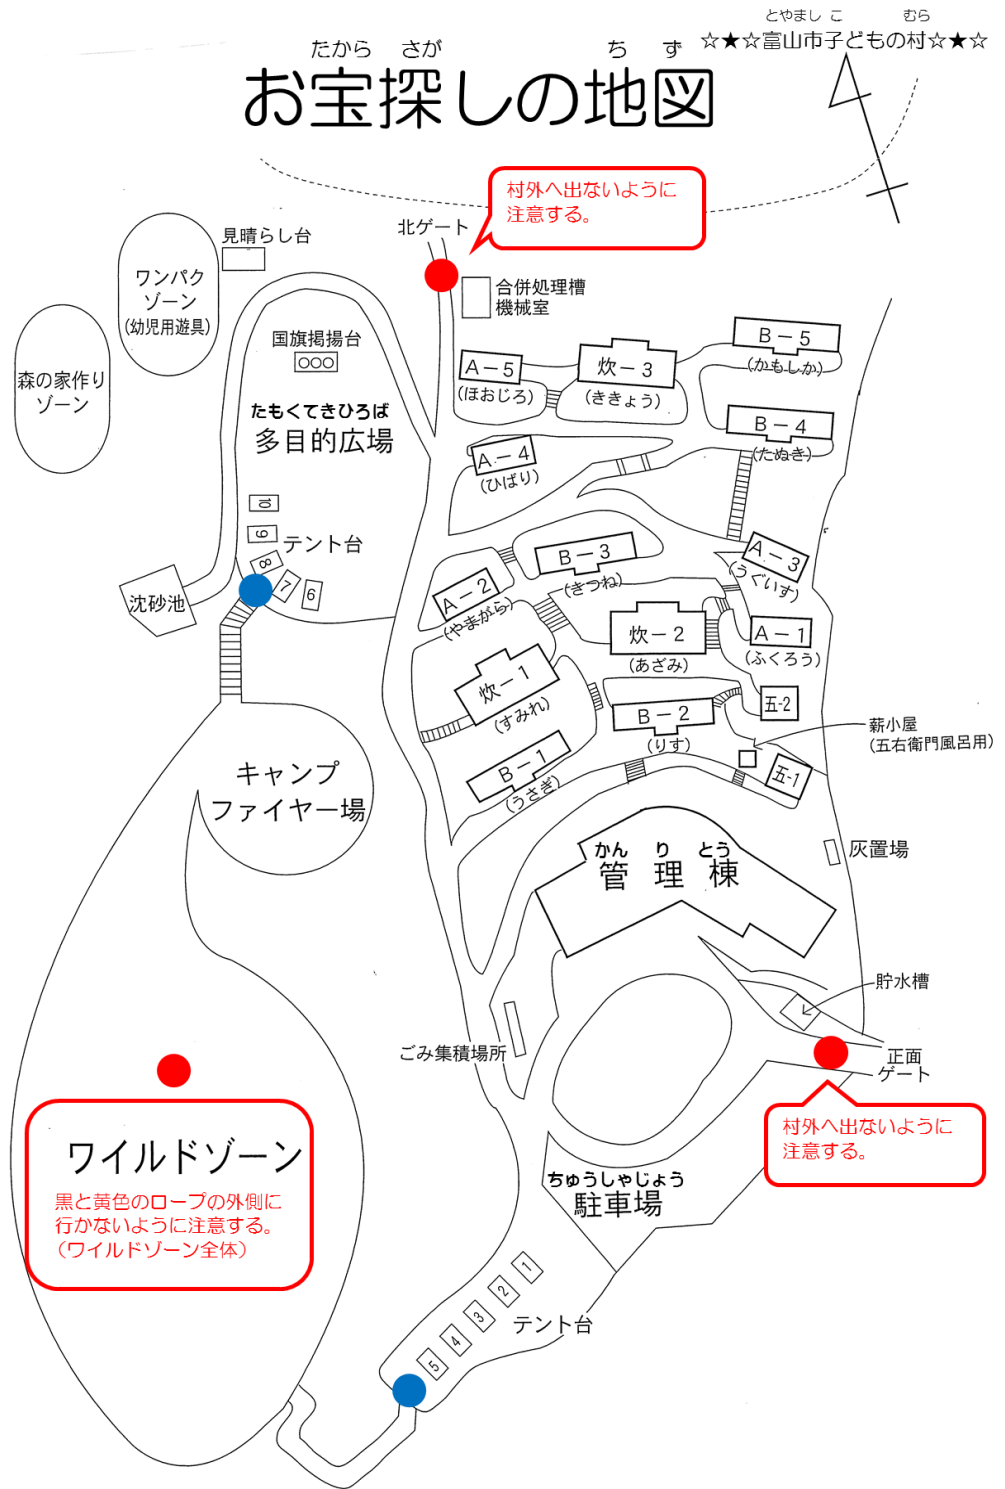 とやまし こ むら
☆★☆富山市子どもの村☆★☆
たから さが ち ず
お宝探しの地図
村外へ出ないように
注意する。
北ゲート
見晴らし台
ワンパク
ゾーン
(幼児用遊具)
合併処理槽
機械室
森の家作り
ゾーン
国旗掲揚台
たもくてきひろば
多目的広場
A－5
(ほおじろ)
炊－3
(ききょう)
B－5
(かもしか)
B－4
(たぬき)
A－4
(ひばり)
10
9
8
7
6
テント台
沈砂池
B－3
(きつね)
A－3
(うぐいす)
A－2
(やまがら)
炊－2
(あざみ)
A－1
(ふくろう)
炊－1
(すみれ)
B－2
(りす)
五-2
薪小屋
(五右衛門風呂用)
B－1
(うさぎ)
五-1
キャンプ
ファイヤー場
灰置場
かん り とう
管理棟
貯水槽
ごみ集積場所
正面
ゲート
村外へ出ないように
注意する。
ワイルドゾーン
黒と黄色のロープの外側に
行かないように注意する。
（ワイルドゾーン全体）
ちゅうしゃじょう
駐車場
1
2
3
4
5
テント台